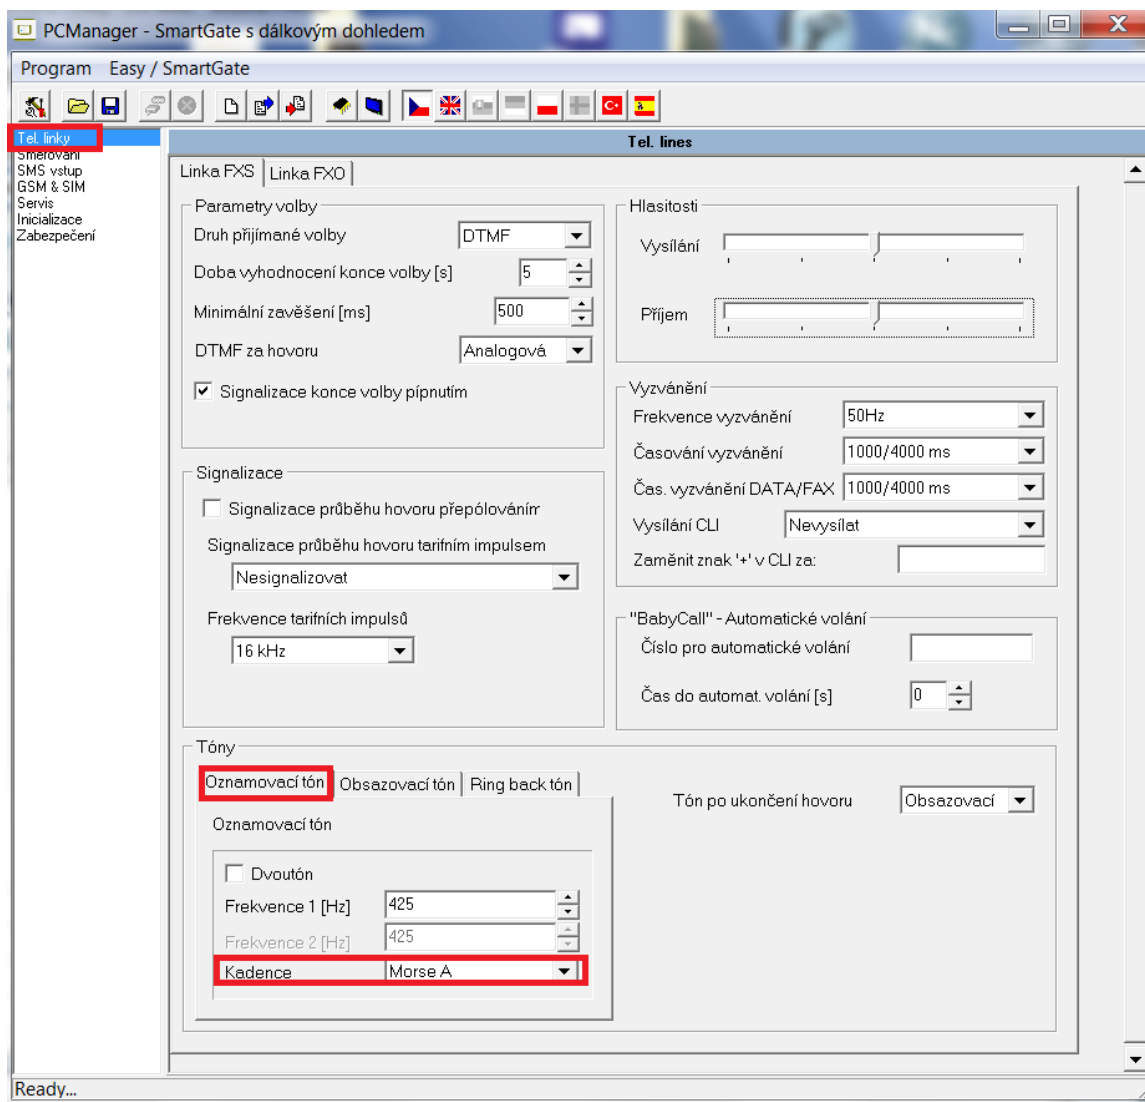 PCManager - SmartGate s dálkovým dohledem
Program Easy / SmartGate
Tel. linky
Směrování
SMS vstup
GSM & SIM
Servis
Inicializace
Zabezpečení
Tel. lines
Linka FXS Linka FXO
Parametry volby
Druh přijímané volby DTMF
Doba vyhodnocení konce volby [s] 5
Minimální zavěšení [ms] 500
DTMF za hovoru Analogová
Signalizace konce volby pípnutím
Signalizace
Signalizace průběhu hovoru přepólováním
Signalizace průběhu hovoru tarifním impulsem
Nesignalizovat
Frekvence tarifních impulsů
16 kHz
Hlasitosti
Vysílání
Příjem
Vyzvánění
Frekvence vyzvánění 50Hz
Časování vyzvánění 1000/4000 ms
Čas. vyzvánění DATA/FAX 1000/4000 ms
Vysílání CLI Nevysílat
Zaměnit znak '+' v CLI za:
"BabyCall" - Automatické volání
Číslo pro automatické volání
Čas do automat. volání [s] 0
Tóny
Oznamovací tón Obsazovací tón Ring back tón
Oznamovací tón
Dvoutón
Frekvence 1 [Hz] 425
Frekvence 2 [Hz] 425
Kadence Morse A
Tón po ukončení hovoru Obsazovací
Ready...